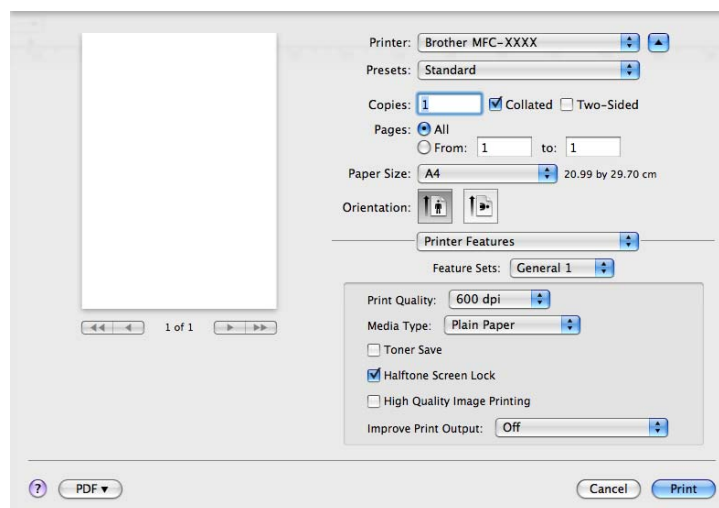 Printer: Brother MFC-XXXX
Presets: Standard
Copies: 1 Collated Two-Sided
Pages: All
From: 1 to: 1
Paper Size: A4 20.99 by 29.70 cm
Orientation:
Printer Features
Feature Sets: General 1
Print Quality: 600 dpi
Media Type: Plain Paper
Toner Save
Halftone Screen Lock
High Quality Image Printing
Improve Print Output: Off
1 of 1
? PDF▼ Cancel Print